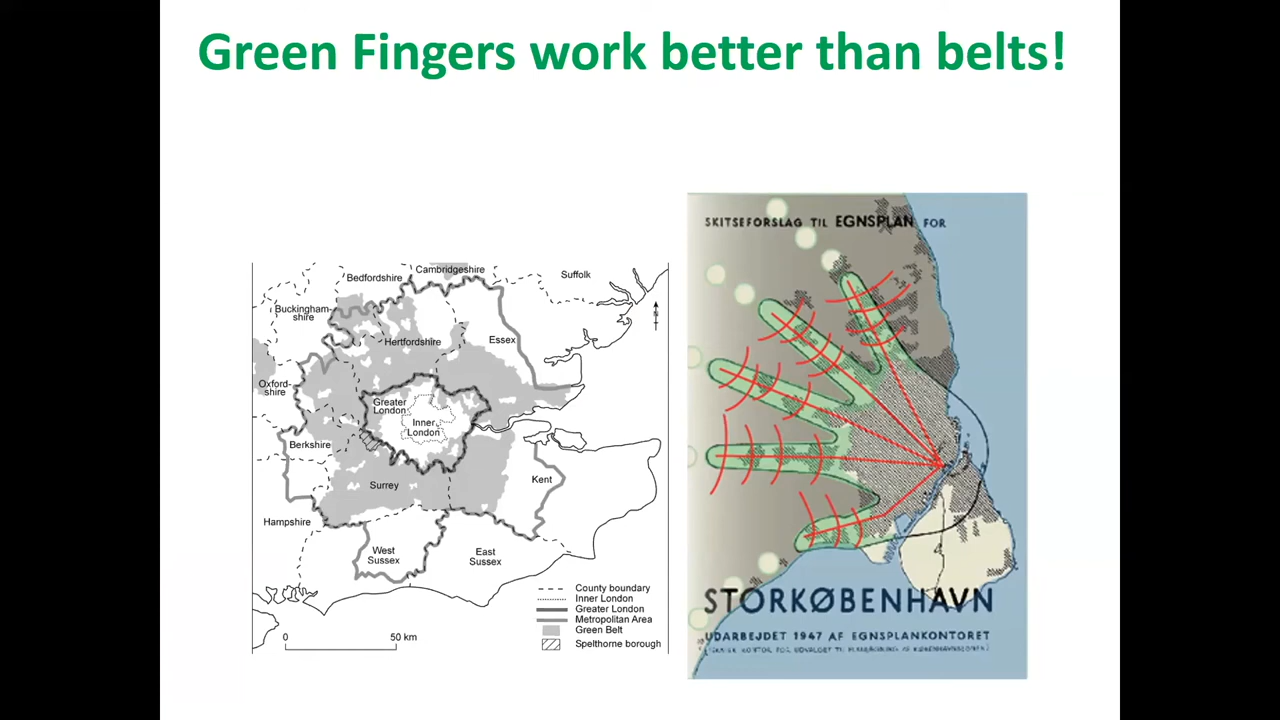 Green Fingers work better than belts!
Cambridgeshire
Bedfordshire
Suffolk
Buckingham-
shire
N
Hertfordshire
Essex
Oxford-
shire
Greater
London
Inner
London
Berkshire
Surrey
Kent
Hampshire
West
Sussex
East
Sussex
County boundary
Inner London
Greater London
Metropolitan Area
Green Belt
Spelthorne borough
0 50 km
SKITSEFORSLAG TIL EGNSPLAN FOR
STORKØBENHAVN
UDARBEJDET 1947 AF EGNSPLANKONTORET